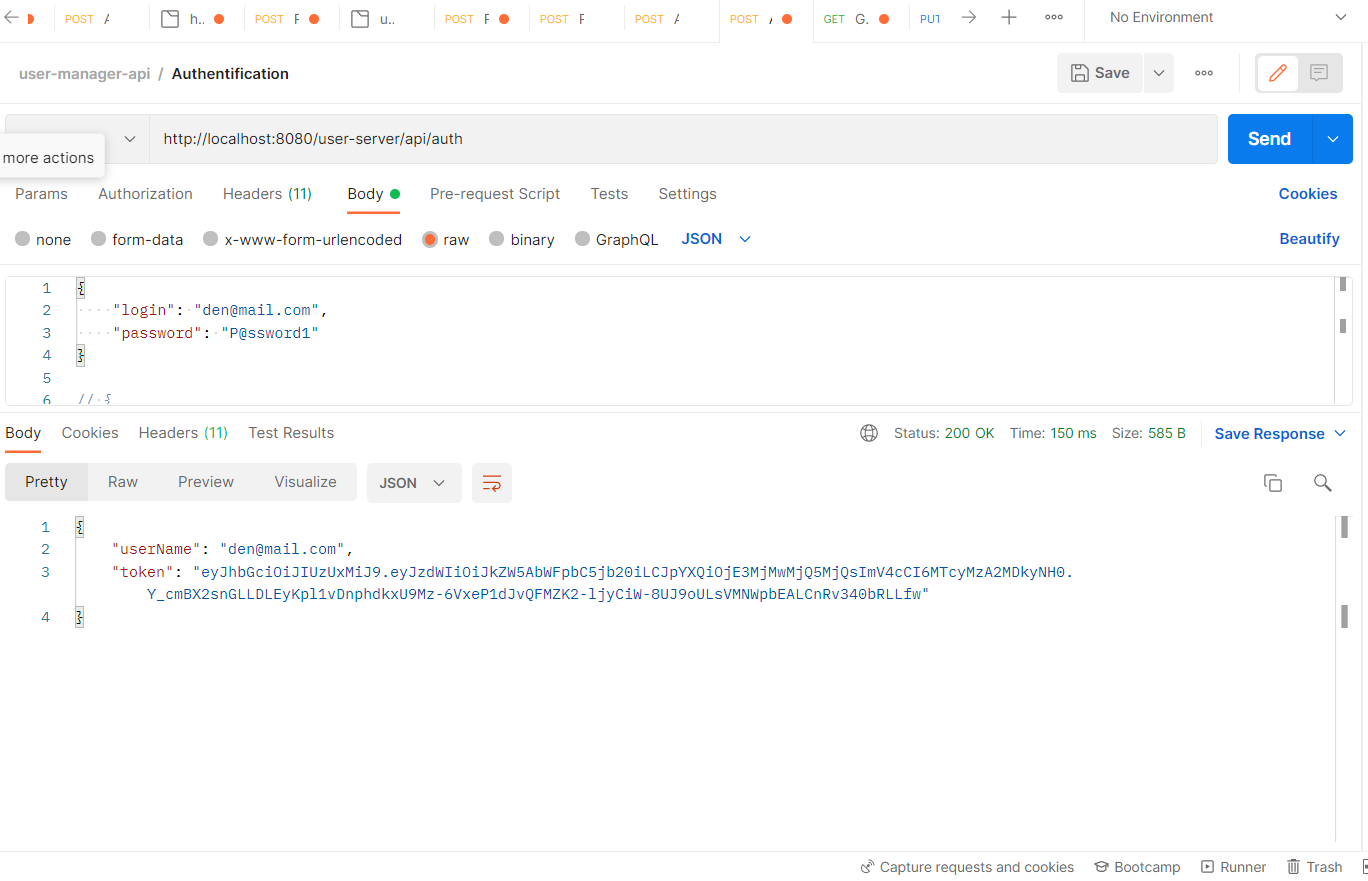 POST A
h..
POST F
u..
POST F
POST F
POST A
POST A
GET G.
PUT
No Environment
user-manager-api / Authentification
Save
more actions
http://localhost:8080/user-server/api/auth
Send
Params Authorization Headers (11) Body Pre-request Script Tests Settings Cookies
none form-data x-www-form-urlencoded raw binary GraphQL JSON Beautify
1 {
2 "login": "den@mail.com",
3 "password": "P@ssword1"
4 }
5
6 // {
Body Cookies Headers (11) Test Results Status: 200 OK Time: 150 ms Size: 585 B Save Response
Pretty Raw Preview Visualize JSON
1 {
2 "userName": "den@mail.com",
3 "token": "eyJhbGciOiJIUzUxMiJ9.eyJzdWIiOiJkZW5AbWFpbC5jb20iLCJpYXQiOjE3MjMwMjQ5MjQsImV4cCI6MTcyMzA2MDkyNH0.
Y_cmBX2snGLLDLEyKpl1vDnphdkxU9Mz-6VxeP1dJvQFMZK2-ljyCiW-8UJ9oULsVMNWpbEALCnRv340bRLLfw"
4 }
Capture requests and cookies Bootcamp Runner Trash